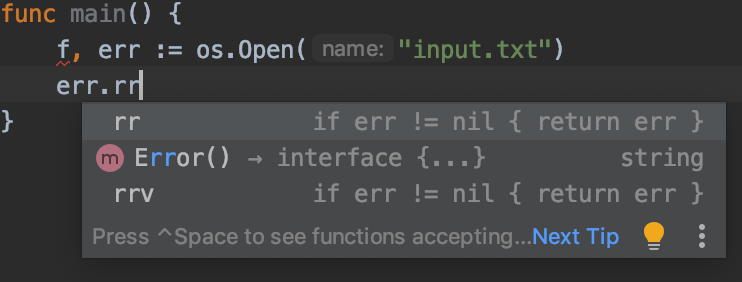 func main() {
f, err := os.Open( name: "input.txt")
err.rr
}
rr if err != nil { return err }
m Error() → interface {...} string
rrv if err != nil { return err }
Press ^Space to see functions accepting... Next Tip